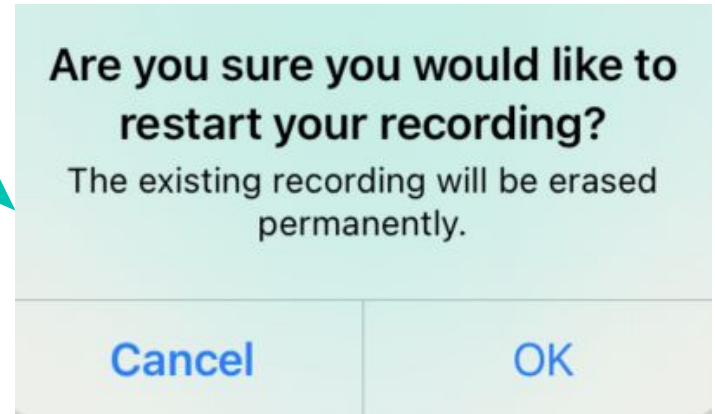 Are you sure you would like to
restart your recording?
The existing recording will be erased
permanently.
Cancel
OK